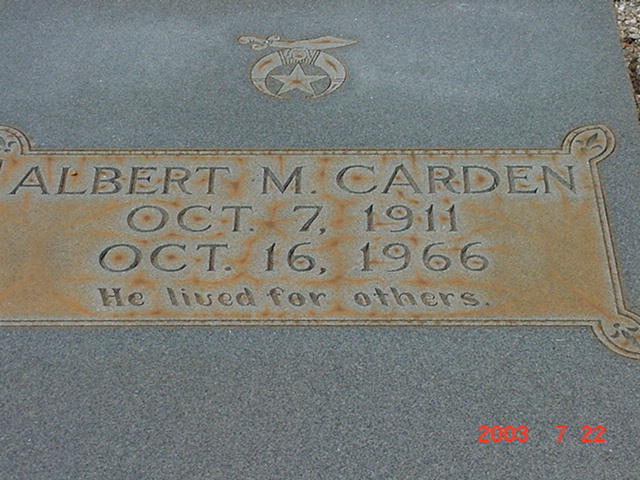 ALBERT M. CARDEN
OCT. 7, 1911
OCT. 16, 1966
He lived for others.
2003 7 22